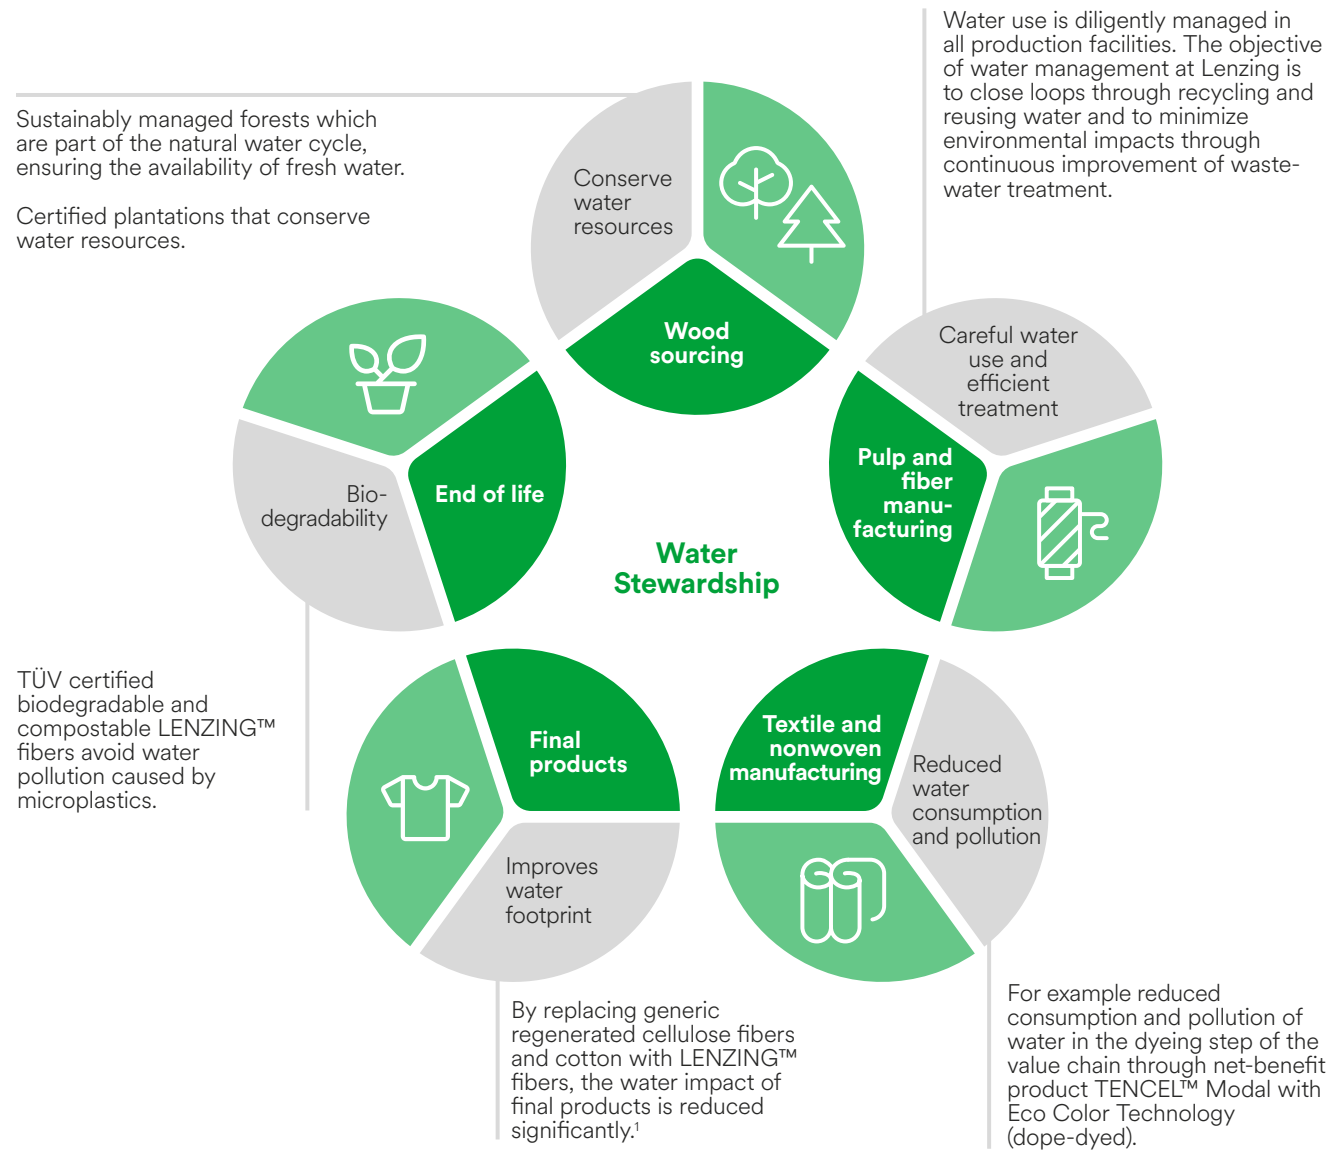 Water use is diligently managed in
all production facilities. The objective
of water management at Lenzing is
to close loops through recycling and
reusing water and to minimize
environmental impacts through
continuous improvement of waste-
water treatment.
Sustainably managed forests which
are part of the natural water cycle,
ensuring the availability of fresh water.
Certified plantations that conserve
water resources.
Conserve
water
resources
Wood
sourcing
Careful water
use and
efficient
treatment
Pulp and
fiber
manu-
facturing
Bio-
degradability
End of life
Water
Stewardship
TÜV certified
biodegradable and
compostable LENZING™
fibers avoid water
pollution caused by
microplastics.
Final
products
Improves
water
footprint
Textile and
nonwoven
manufacturing
Reduced
water
consumption
and pollution
By replacing generic
regenerated cellulose fibers
and cotton with LENZING™
fibers, the water impact of
final products is reduced
significantly.¹
For example reduced
consumption and pollution of
water in the dyeing step of the
value chain through net-benefit
product TENCEL™ Modal with
Eco Color Technology
(dope-dyed).